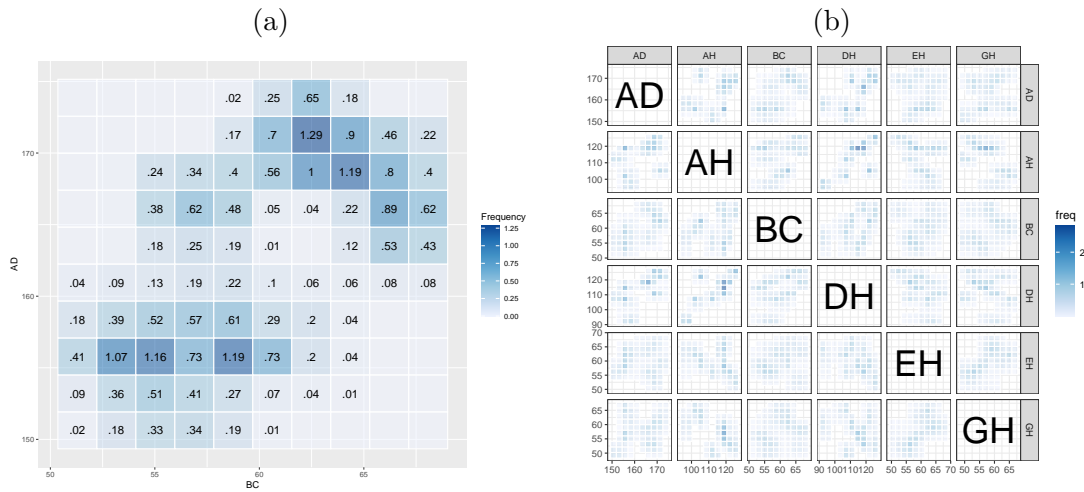 (a)
.02 .25 .65 .18
.17 .7 1.29 .9 .46 .22
170
.24 .34 .4 .56 1 1.19 .8 .4
.38 .62 .48 .05 .04 .22 .89 .62
.18 .25 .19 .01 .12 .53 .43
AD
160
.04 .09 .13 .19 .22 .1 .06 .06 .08 .08
.18 .39 .52 .57 .61 .29 .2 .04
.41 1.07 1.16 .73 1.19 .73 .2 .04
.09 .36 .51 .41 .27 .07 .04 .01
.02 .18 .33 .34 .19 .01
150
50 55 60 65
BC
Frequency
1.25
1.00
0.75
0.50
0.25
0.00
(b)
AD AH BC DH EH GH
170
160
150
AD
AD
120
110
100
AH
AH
65
60
55
50
BC
BC
120
110
100
90
DH
DH
70
65
60
55
50
EH
EH
65
60
55
50
GH
GH
150 160 170 100 110 120 50 55 60 65 90 100 110 120 50 55 60 65 70 50 55 60 65
freq
2
1